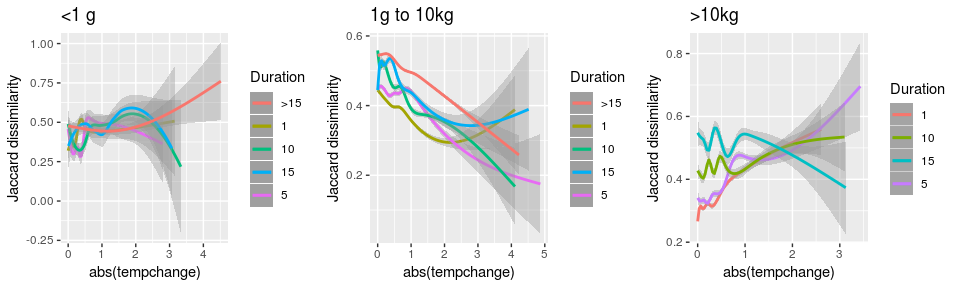 <1 g
Jaccard dissimilarity
1.00
0.75
0.50
0.25
0.00
-0.25
0 1 2 3 4
abs(tempchange)
Duration
>15
1
10
15
5
1g to 10kg
Jaccard dissimilarity
0.6
0.4
0.2
0 1 2 3 4 5
abs(tempchange)
Duration
>15
1
10
15
5
>10kg
Jaccard dissimilarity
0.8
0.6
0.4
0.2
0 1 2 3
abs(tempchange)
Duration
1
10
15
5